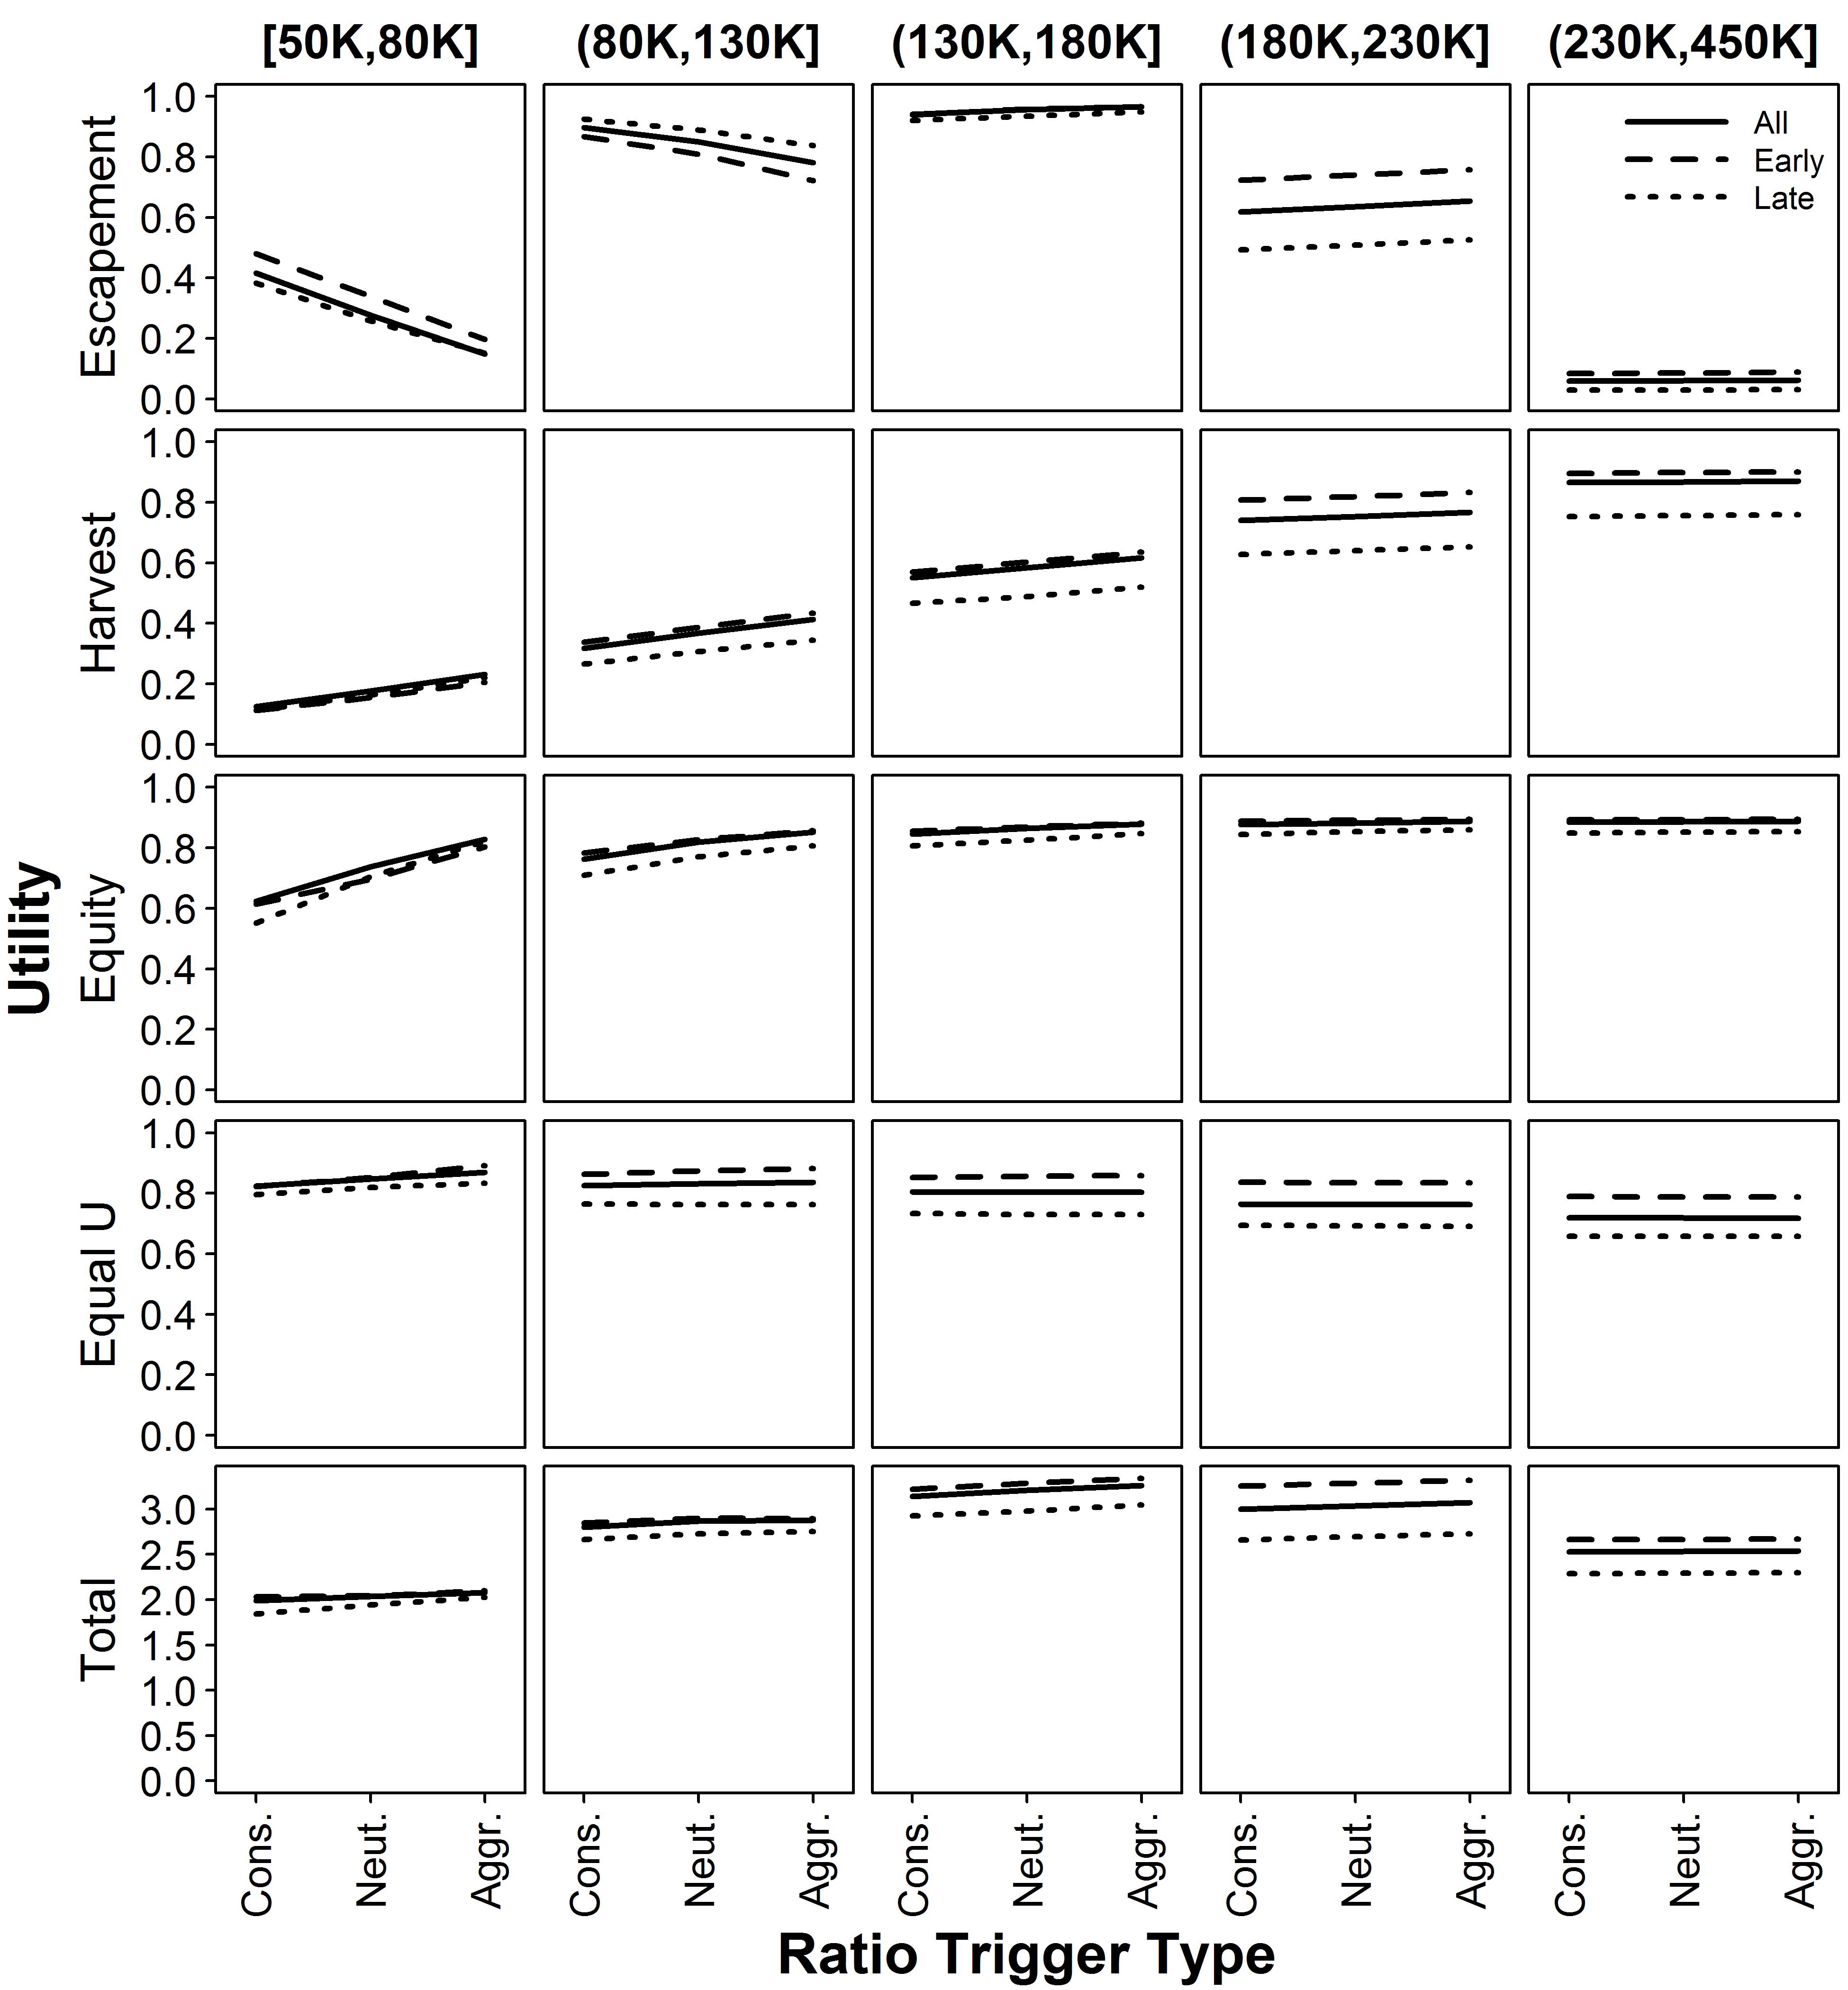 [50K,80K] (80K,130K] (130K,180K] (180K,230K] (230K,450K]
Utility
Escapement
1.0
0.8
0.6
0.4
0.2
0.0
All
Early
Late
Harvest
1.0
0.8
0.6
0.4
0.2
0.0
Equity
1.0
0.8
0.6
0.4
0.2
0.0
Equal U
1.0
0.8
0.6
0.4
0.2
0.0
Total
3.0
2.5
2.0
1.5
1.0
0.5
0.0
Cons. Neut. Aggr. Cons. Neut. Aggr. Cons. Neut. Aggr. Cons. Neut. Aggr. Cons. Neut. Aggr.
Ratio Trigger Type